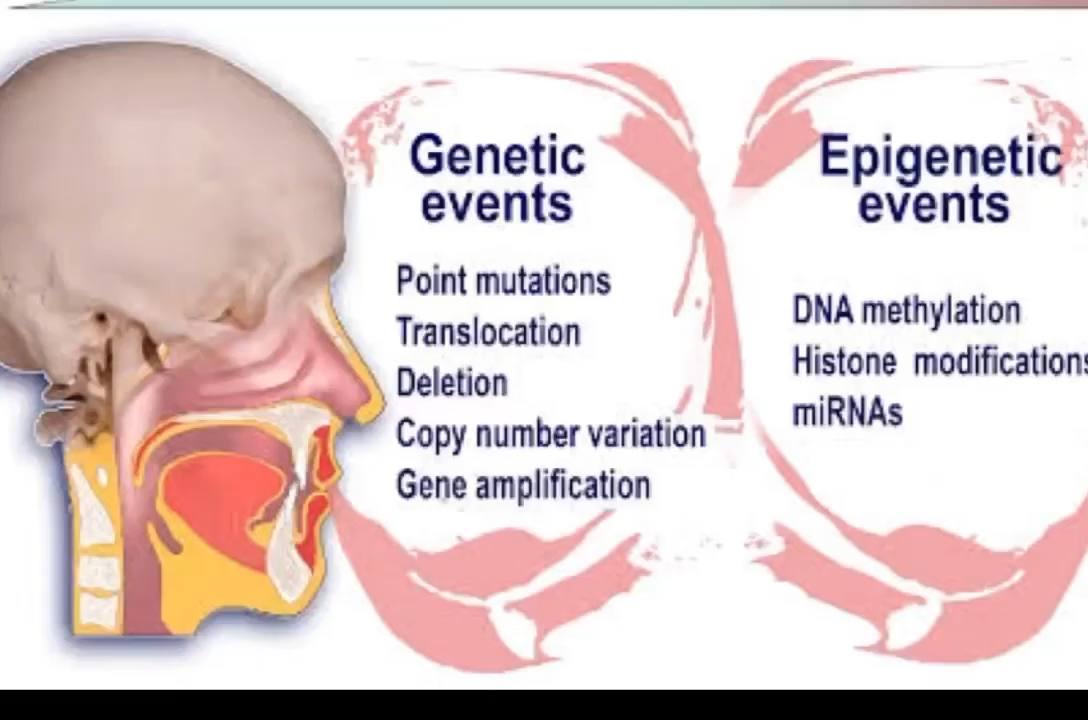 Genetic
events
Point mutations
Translocation
Deletion
Copy number variation
Gene amplification
Epigenetic
events
DNA methylation
Histone modifications
miRNAs